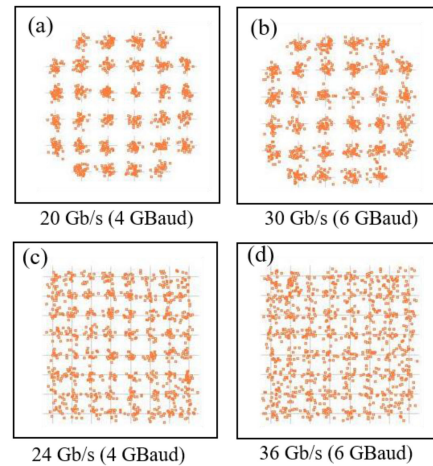 (a)
(b)
20 Gb/s (4 GBaud)
30 Gb/s (6 GBaud)
(c)
(d)
24 Gb/s (4 GBaud)
36 Gb/s (6 GBaud)